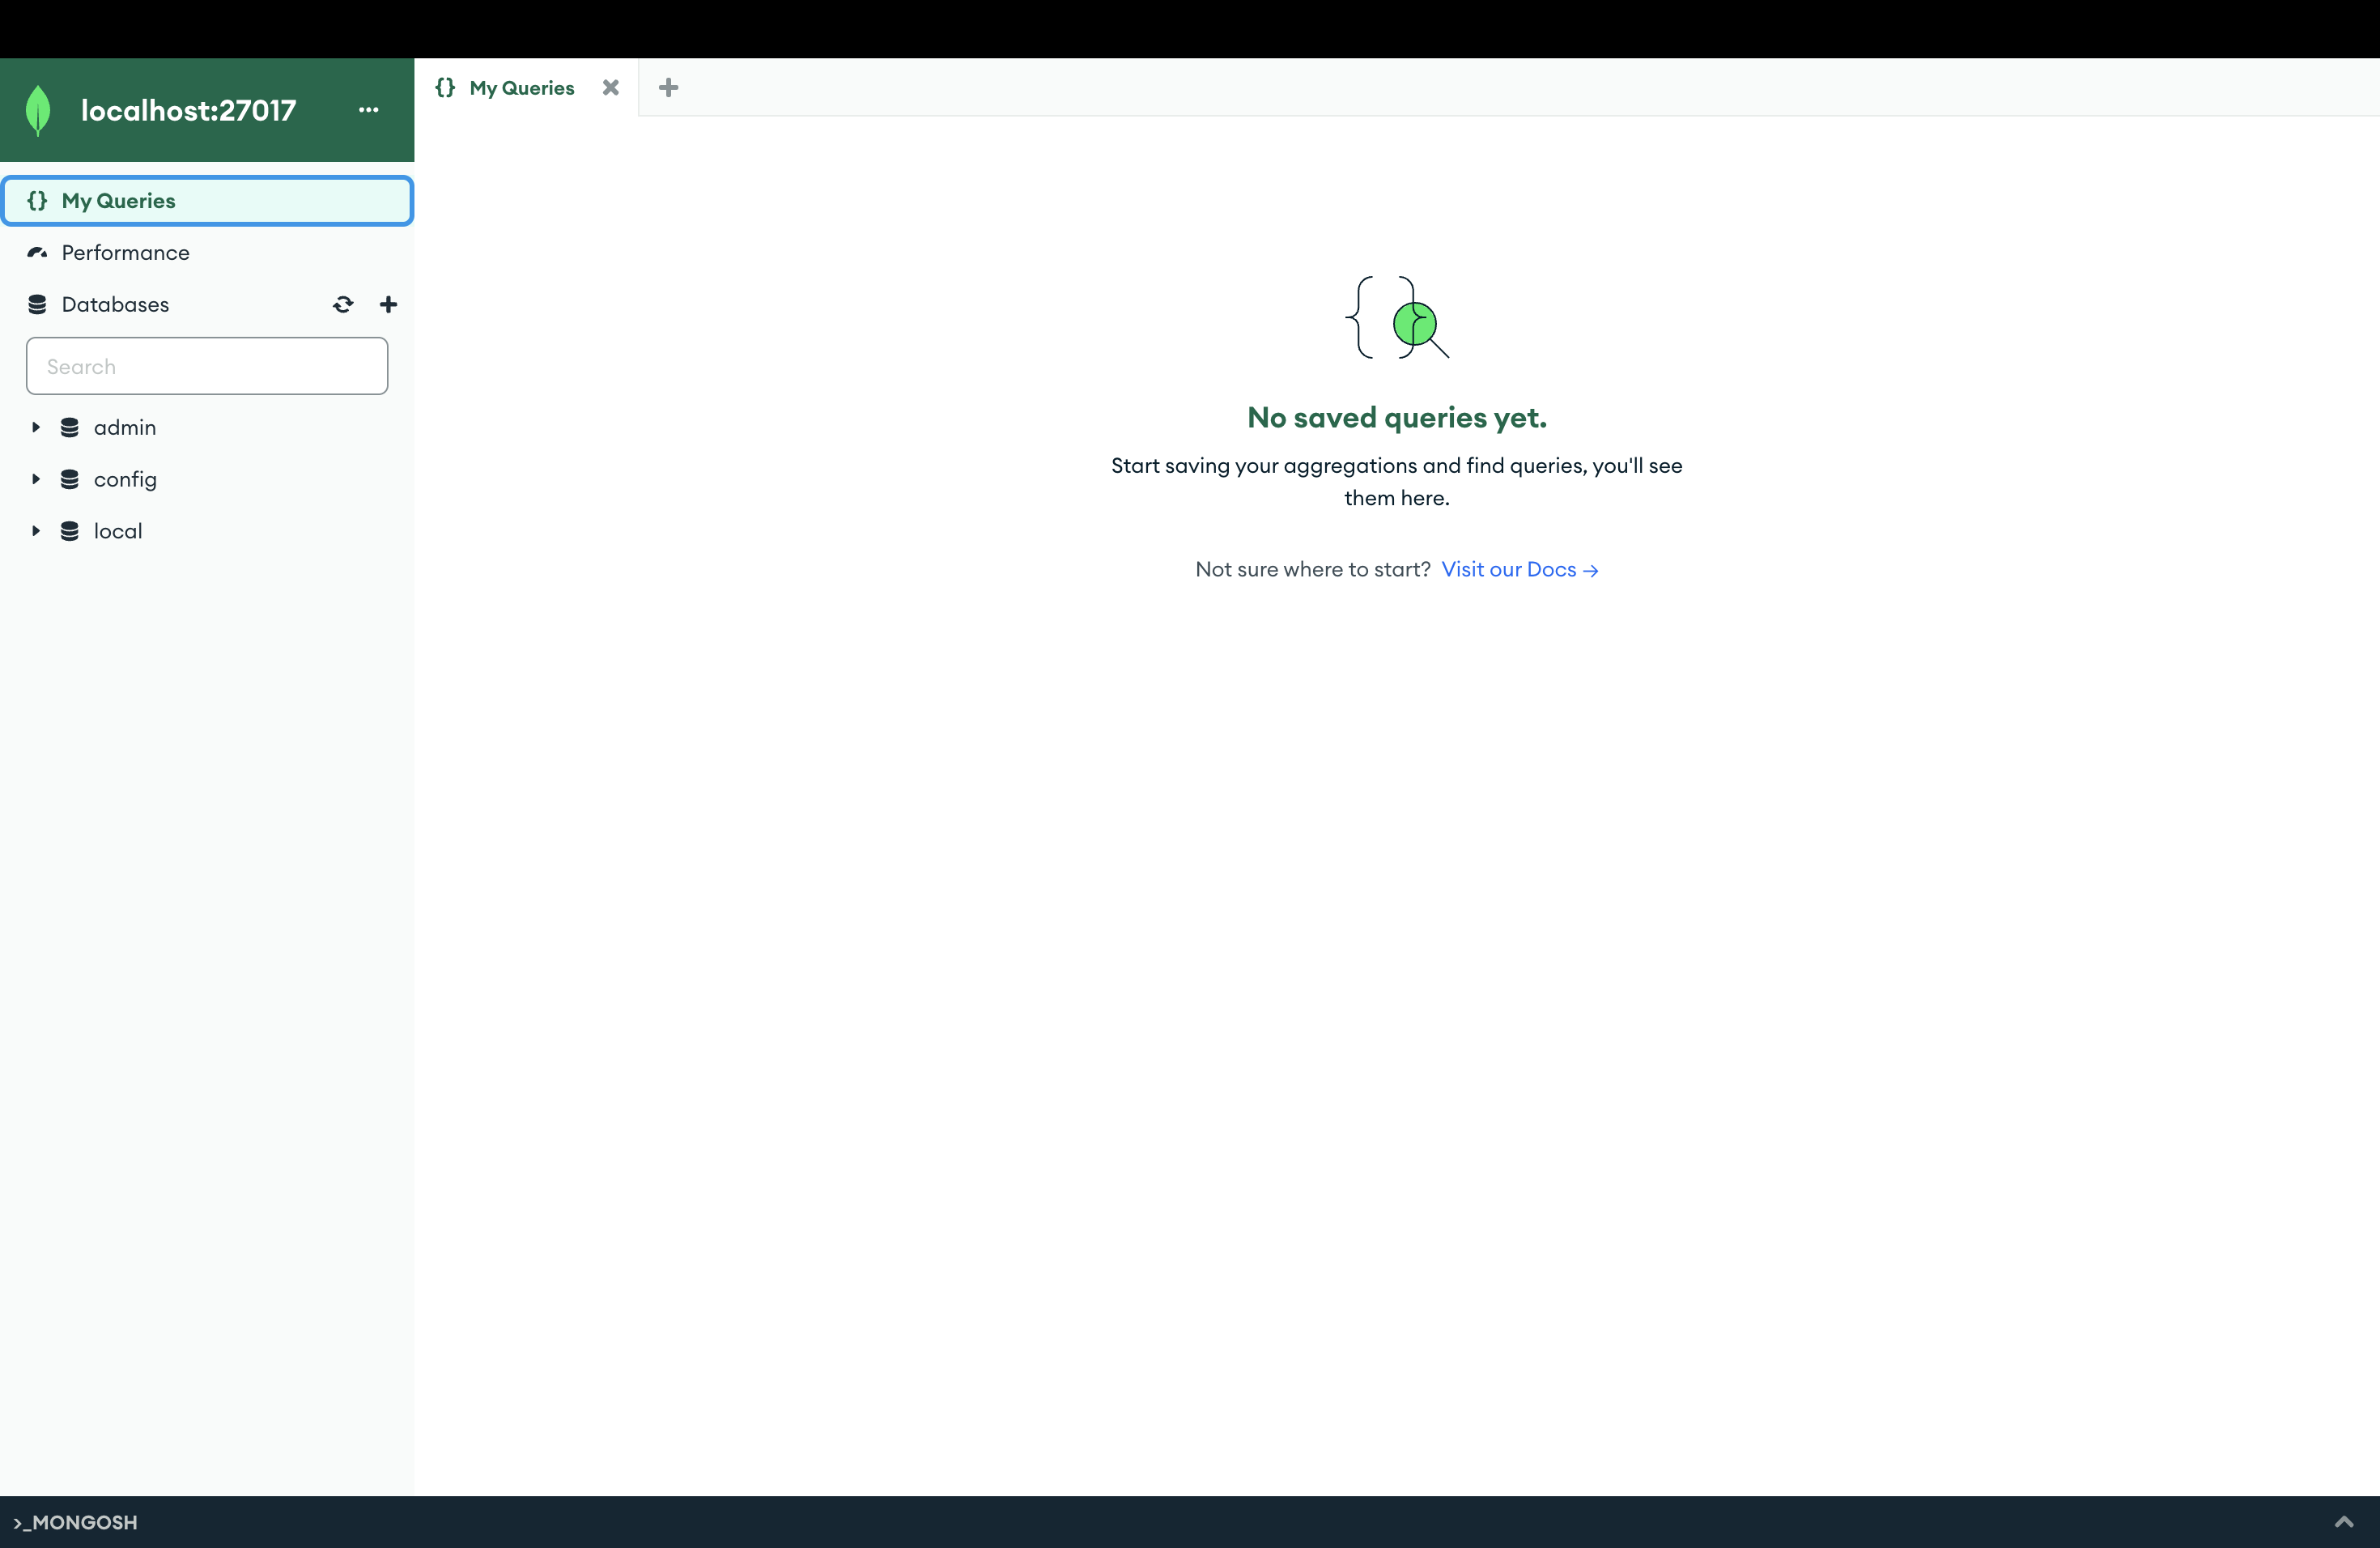 localhost:27017
My Queries
My Queries
Performance
Databases
Search
admin
config
local
No saved queries yet.
Start saving your aggregations and find queries, you'll see
them here.
Not sure where to start? Visit our Docs →
>_MONGOSH